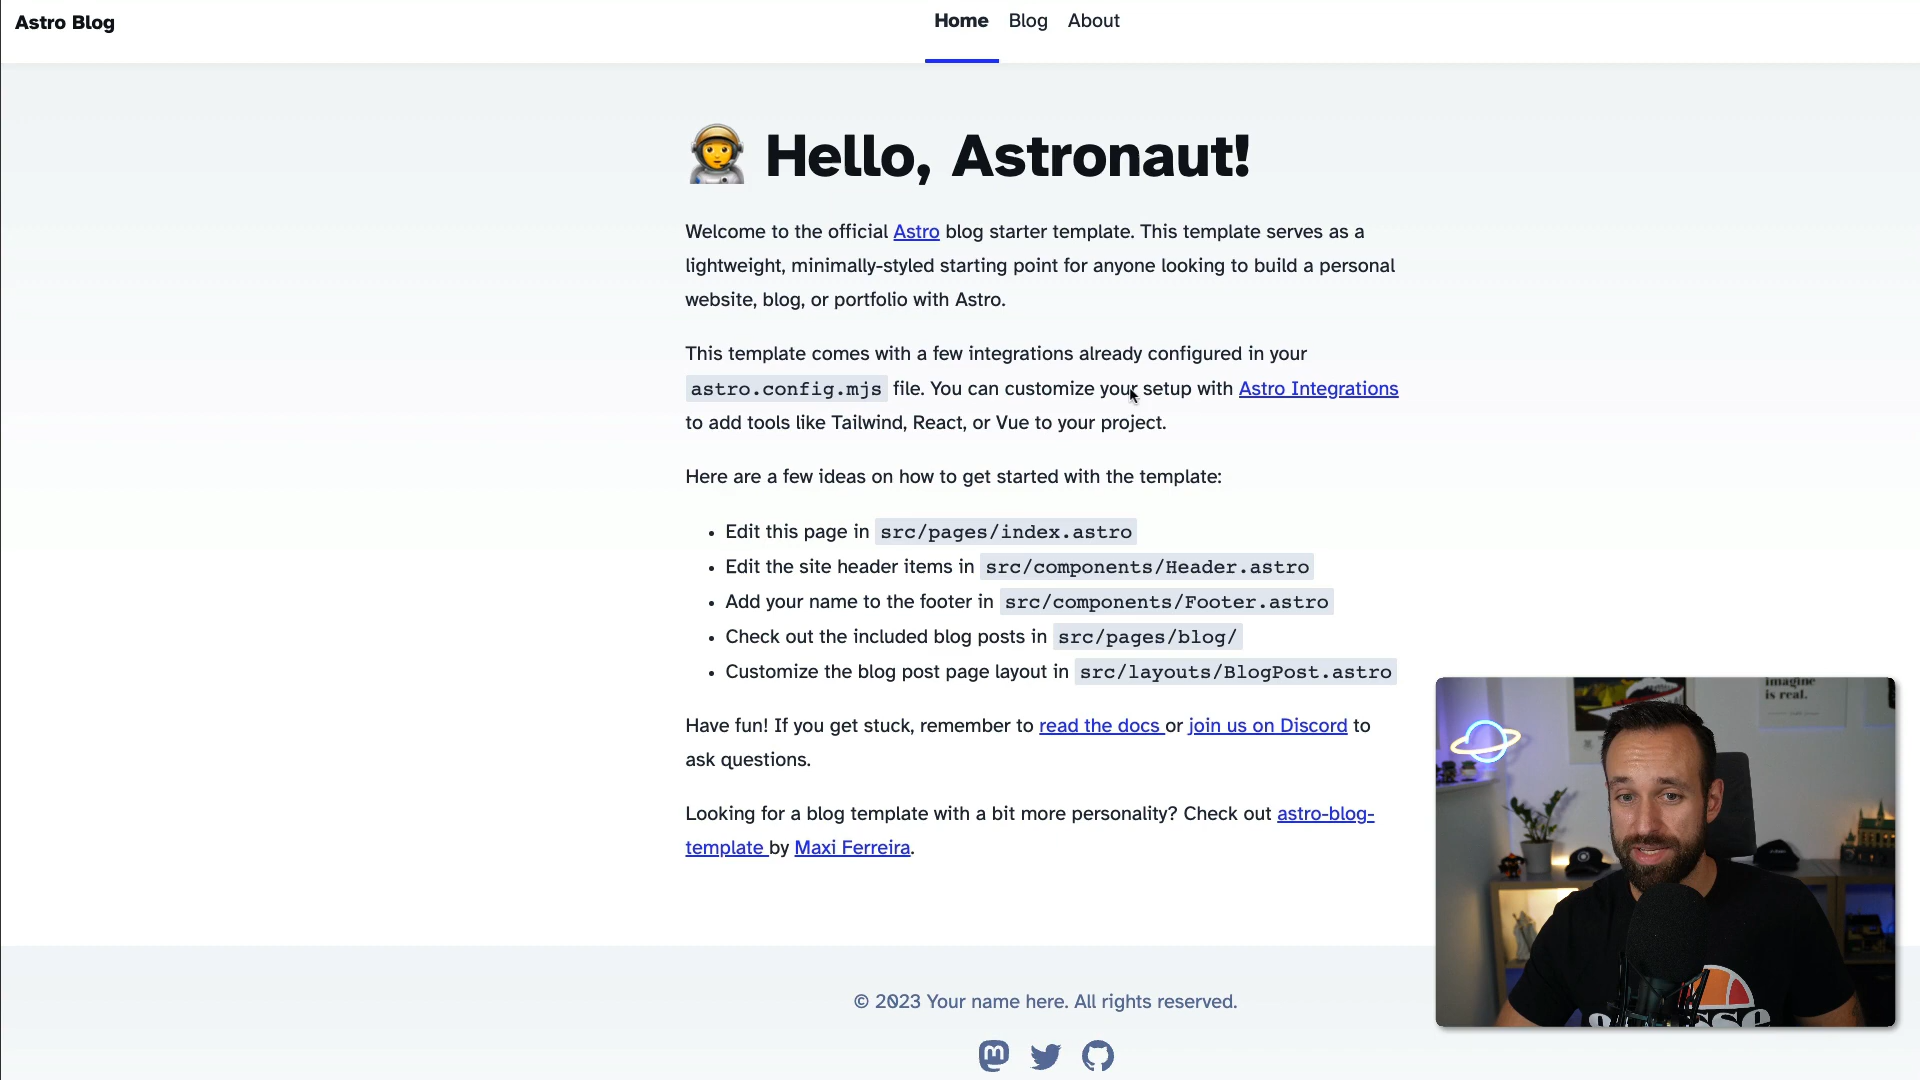 Astro Blog
Home Blog About
Hello, Astronaut!
Welcome to the official Astro blog starter template. This template serves as a
lightweight, minimally-styled starting point for anyone looking to build a personal
website, blog, or portfolio with Astro.
This template comes with a few integrations already configured in your
astro.config.mjs file. You can customize your setup with Astro Integrations
to add tools like Tailwind, React, or Vue to your project.
Here are a few ideas on how to get started with the template:
• Edit this page in src/pages/index.astro
• Edit the site header items in src/components/Header.astro
• Add your name to the footer in src/components/Footer.astro
• Check out the included blog posts in src/pages/blog/
• Customize the blog post page layout in src/layouts/BlogPost.astro
Have fun! If you get stuck, remember to read the docs or join us on Discord to
ask questions.
Looking for a blog template with a bit more personality? Check out astro-blog-
template by Maxi Ferreira.
imagine
is real.
© 2023 Your name here. All rights reserved.